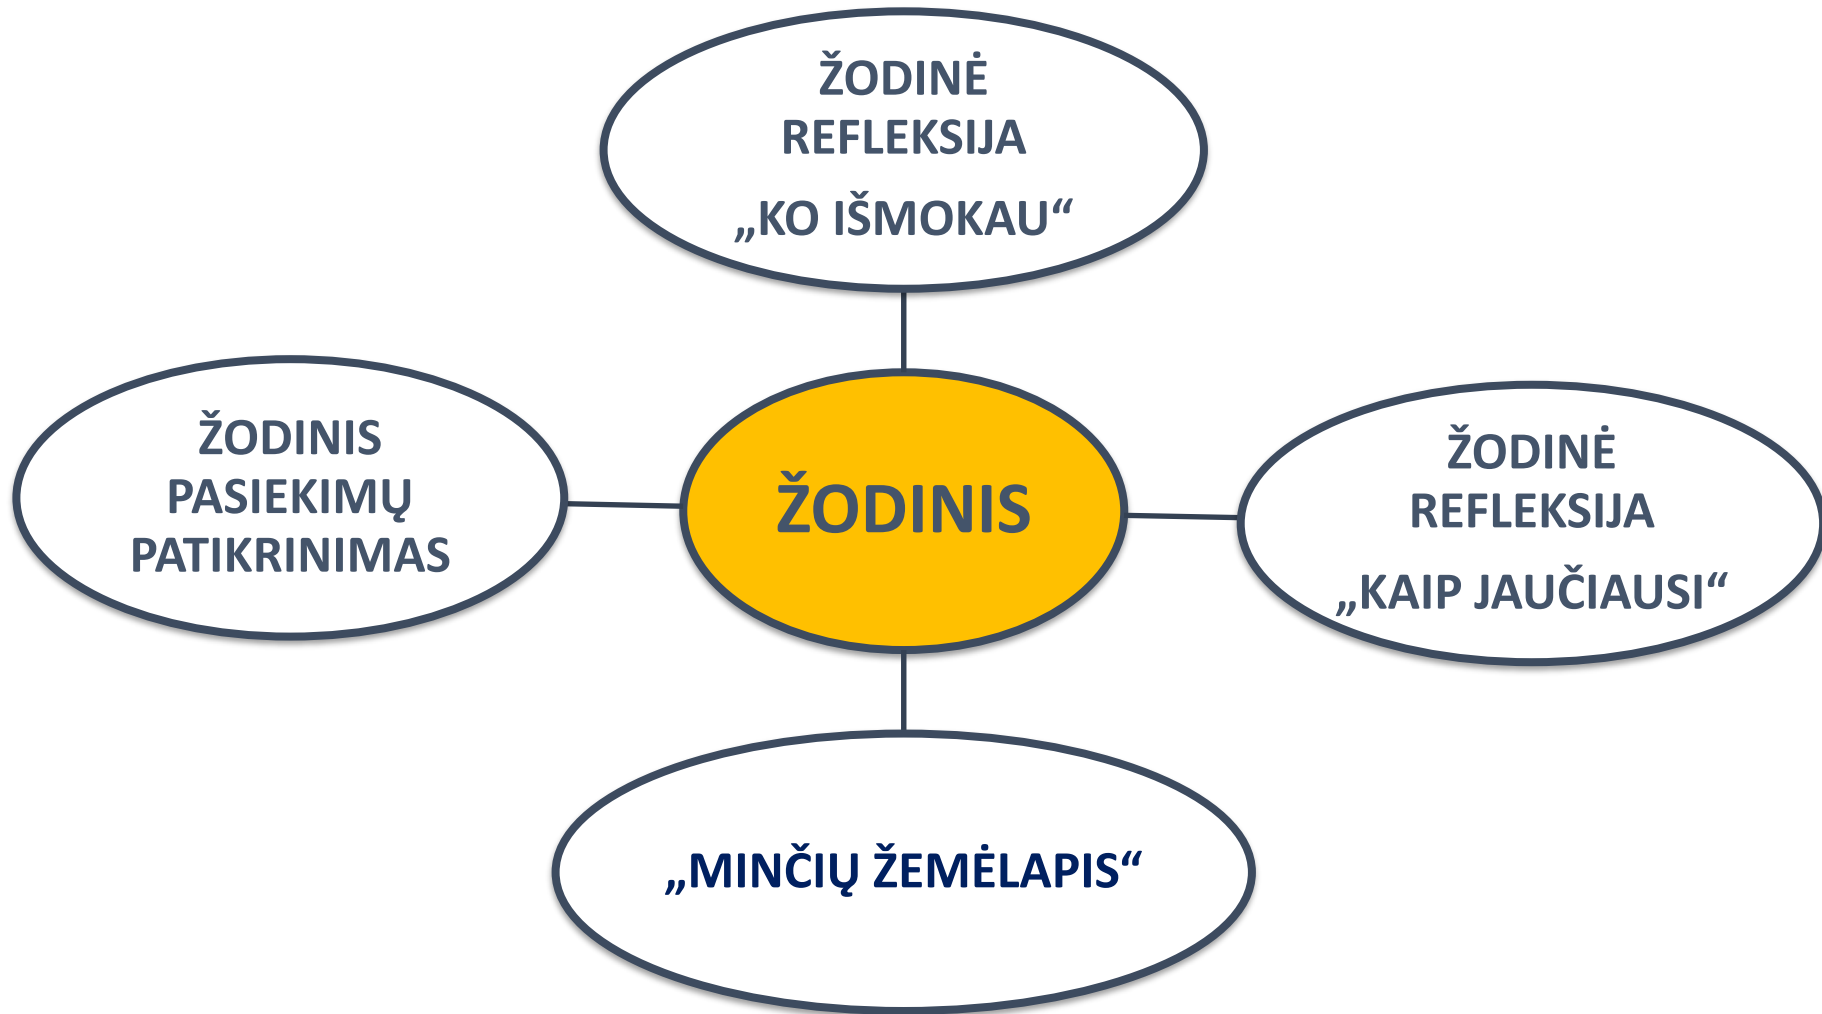 ŽODINĖ
REFLEKSIJA
„KO IŠMOKAU“
ŽODINIS
PASIEKIMŲ
PATIKRINIMAS
ŽODINIS
ŽODINĖ
REFLEKSIJA
„KAIP JAUČIAUSI“
„MINČIŲ ŽEMĖLAPIS“